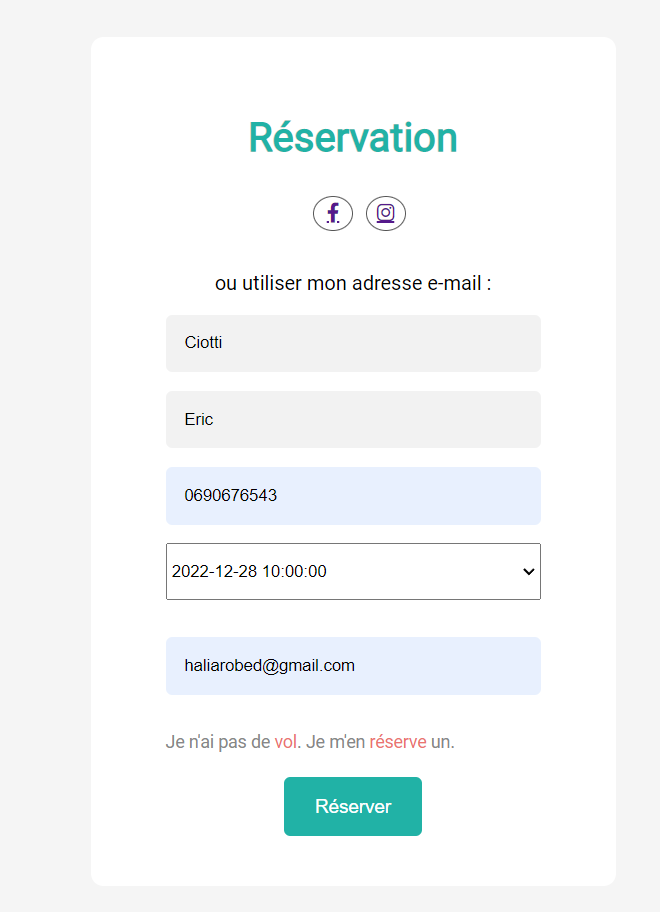 Réservation
ou utiliser mon adresse e-mail :
Ciotti
Eric
0690676543
2022-12-28 10:00:00
haliarobed@gmail.com
Je n'ai pas de vol. Je m'en réserve un.
Réserver